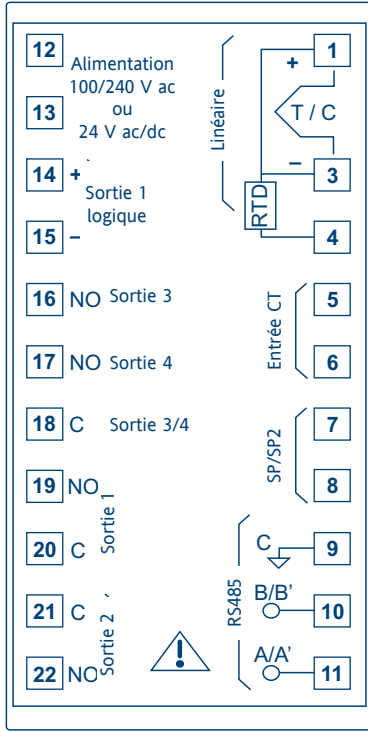 12
Alimentation
100/240 V ac
13
ou
24 V ac/dc
14 +
Sortie 1
logique
15 –
16 NO Sortie 3
17 NO Sortie 4
18 C Sortie 3/4
19 NO
Sortie 1
20 C
21 C
Sortie 2
22 NO
Linéaire
+ 1
T / C
– 3
RTD
4
Entrée CT
5
6
SP/SP2
7
8
RS485
C 9
B/B' 10
A/A' 11